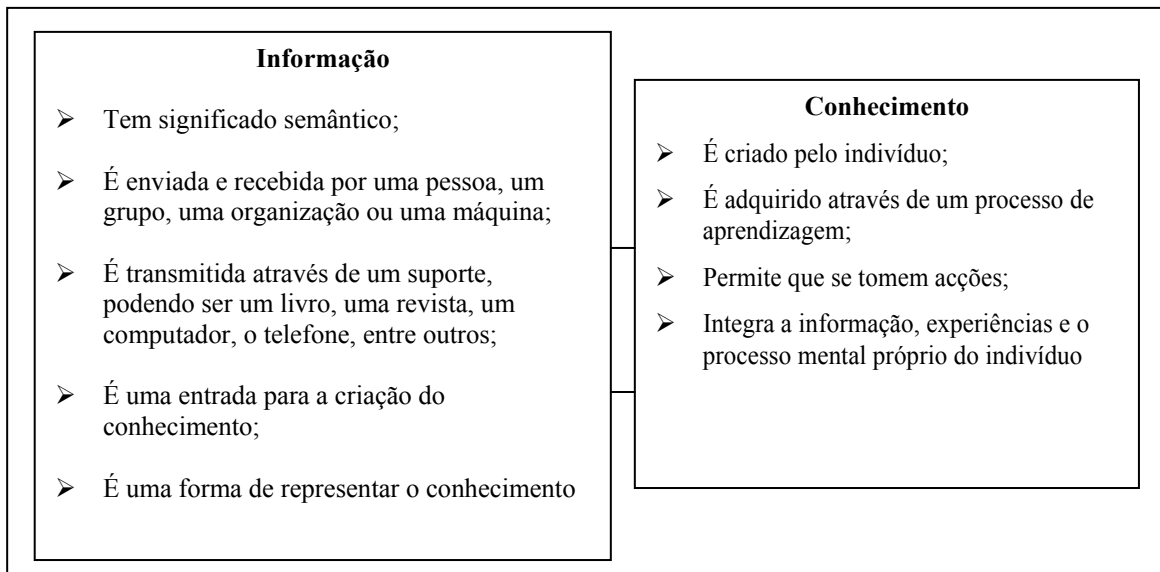 Informação
➢ Tem significado semântico;
➢ É enviada e recebida por uma pessoa, um
grupo, uma organização ou uma máquina;
➢ É transmitida através de um suporte,
podendo ser um livro, uma revista, um
computador, o telefone, entre outros;
➢ É uma entrada para a criação do
conhecimento;
➢ É uma forma de representar o conhecimento
Conhecimento
➢ É criado pelo indivíduo;
➢ É adquirido através de um processo de
aprendizagem;
➢ Permite que se tomem acções;
➢ Integra a informação, experiências e o
processo mental próprio do indivíduo